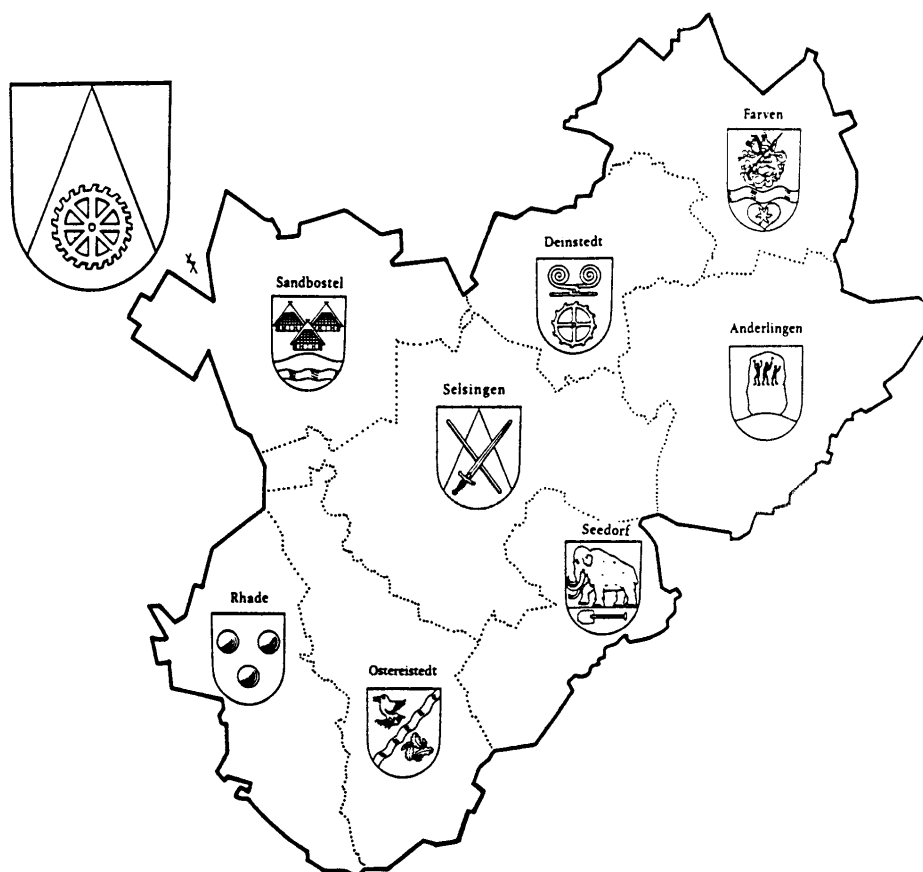 Farven
Deinstedt
Sandbostel
Anderlingen
Selsingen
Seedorf
Rhade
Ostereistedt